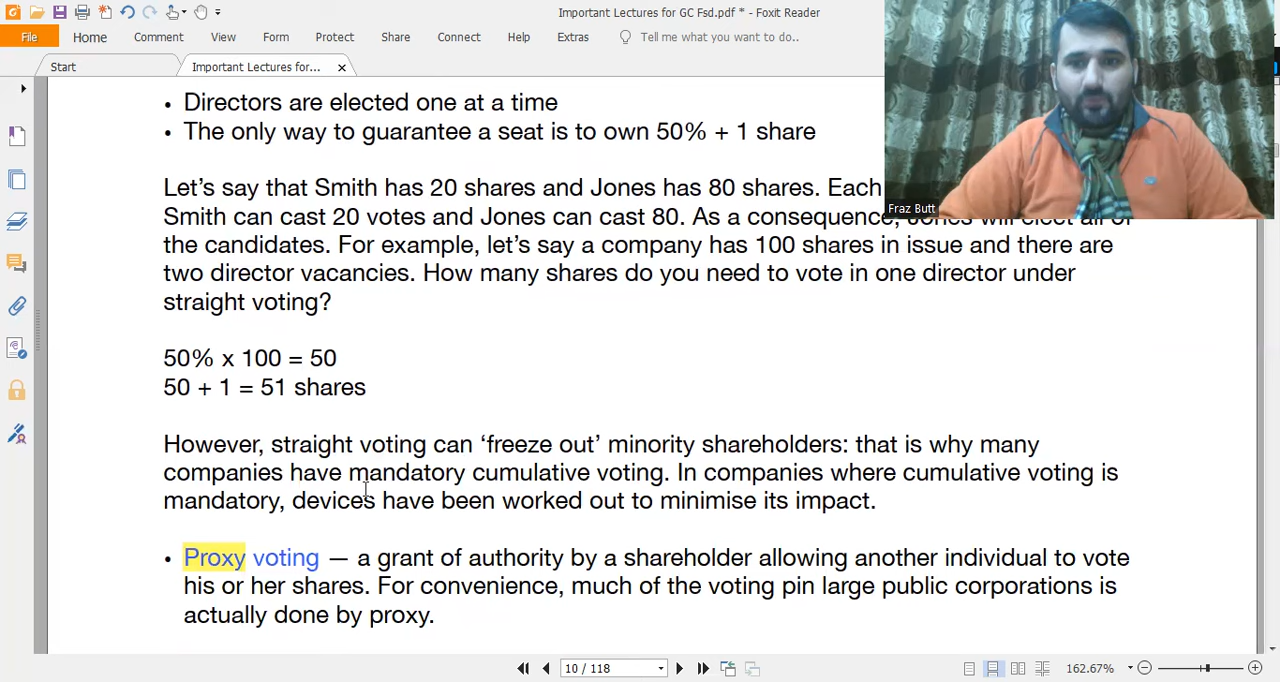 Important Lectures for GC Fsd.pdf * - Foxit Reader
File Home Comment View Form Protect Share Connect Help Extras Tell me what you want to do..
Start Important Lectures for...
• Directors are elected one at a time
• The only way to guarantee a seat is to own 50% + 1 share
Let’s say that Smith has 20 shares and Jones has 80 shares. Each
Smith can cast 20 votes and Jones can cast 80. As a consequence, Jones will elect all of
the candidates. For example, let’s say a company has 100 shares in issue and there are
two director vacancies. How many shares do you need to vote in one director under
straight voting?
50% x 100 = 50
50 + 1 = 51 shares
However, straight voting can ‘freeze out’ minority shareholders: that is why many
companies have mandatory cumulative voting. In companies where cumulative voting is
mandatory, devices have been worked out to minimise its impact.
• Proxy voting — a grant of authority by a shareholder allowing another individual to vote
his or her shares. For convenience, much of the voting pin large public corporations is
actually done by proxy.
Fraz Butt
10 / 118
162.67%